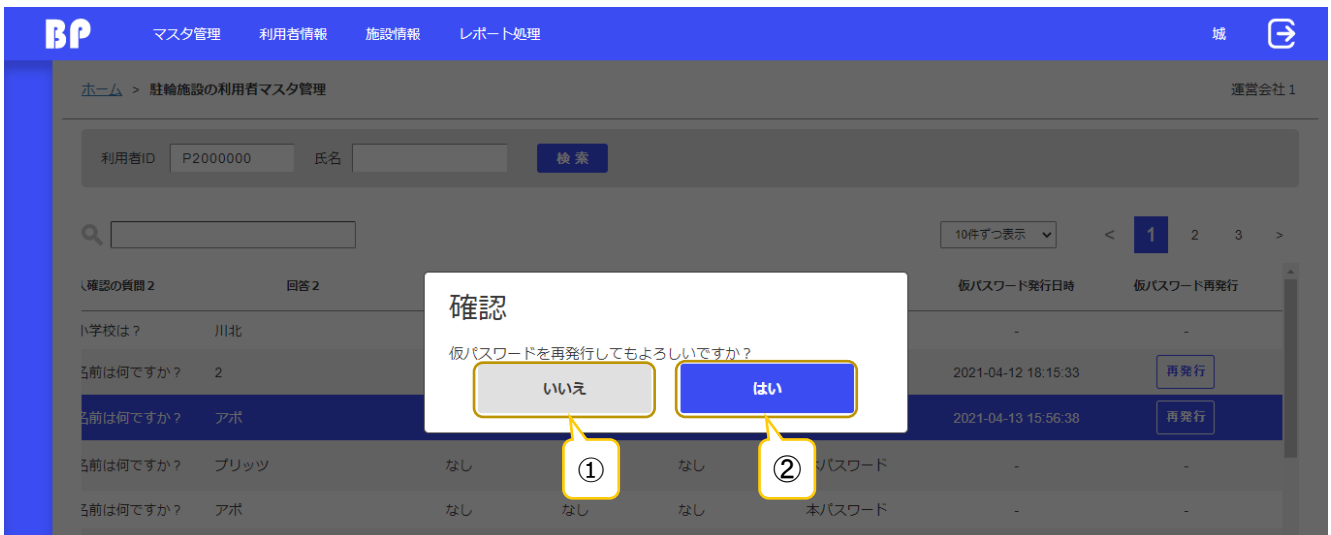 BP マスタ管理 利用者情報 施設情報 レポート処理 城
ホーム > 駐輪施設の利用者マスタ管理 運営会社1
利用者ID P2000000 氏名 検索
10件ずつ表示 < 1 2 3 >
確認の質問2 回答2 仮パスワード発行日時 仮パスワード再発行
確認
小学校は? 川北 - -
仮パスワードを再発行してもよろしいですか?
名前は何ですか? 2 2021-04-12 18:15:33 再発行
いいえ はい
名前は何ですか? アポ 2021-04-13 15:56:38 再発行
① ②
名前は何ですか? プリッツ なし なし パスワード - -
名前は何ですか? アポ なし なし なし 本パスワード - -